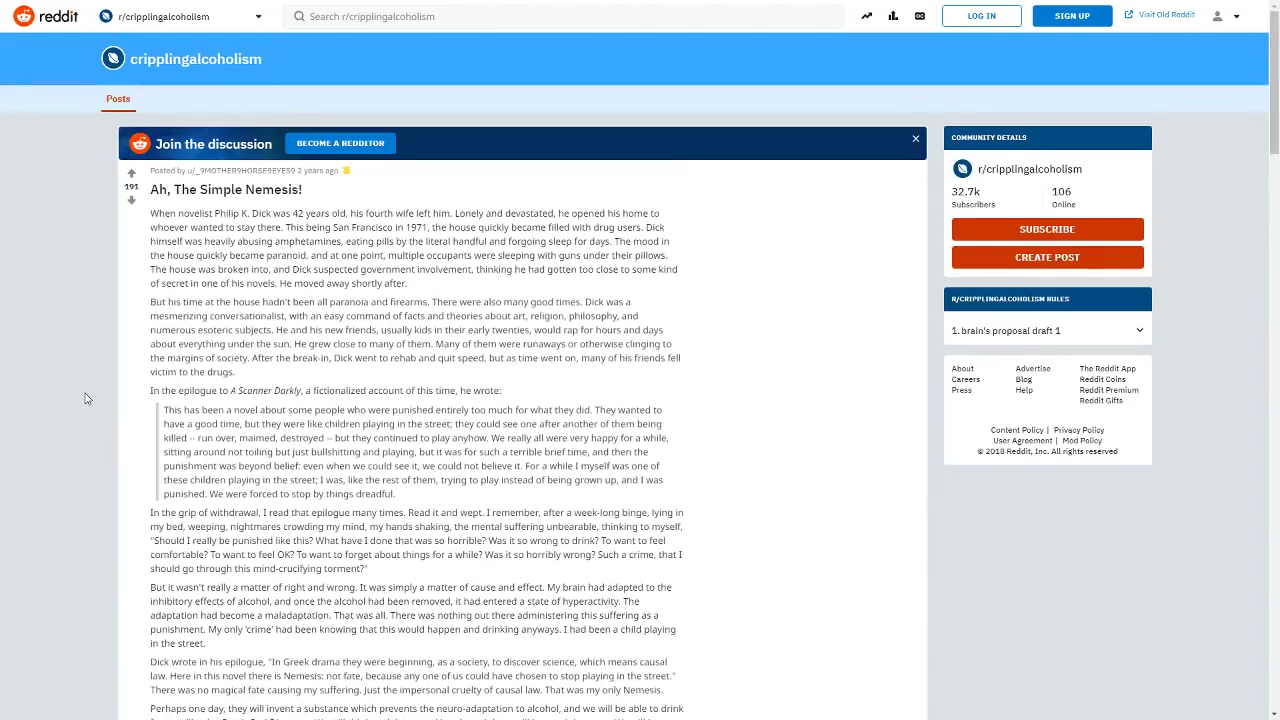 reddit
r/cripplingalcoholism
Search r/cripplingalcoholism
LOG IN
SIGN UP
Visit Old Reddit
cripplingalcoholism
Posts
Join the discussion
BECOME A REDDITOR
Posted by u/_9MOTHER9HORSE9EYES9 2 years ago
191
Ah, The Simple Nemesis!
When novelist Philip K. Dick was 42 years old, his fourth wife left him. Lonely and devastated, he opened his home to
whoever wanted to stay there. This being San Francisco in 1971, the house quickly became filled with drug users. Dick
himself was heavily abusing amphetamines, eating pills by the literal handful and forgoing sleep for days. The mood in
the house quickly became paranoid, and at one point, multiple occupants were sleeping with guns under their pillows.
The house was broken into, and Dick suspected government involvement, thinking he had gotten too close to some kind
of secret in one of his novels. He moved away shortly after.
But his time at the house hadn't been all paranoia and firearms. There were also many good times. Dick was a
mesmerizing conversationalist, with an easy command of facts and theories about art, religion, philosophy, and
numerous esoteric subjects. He and his new friends, usually kids in their early twenties, would rap for hours and days
about everything under the sun. He grew close to many of them. Many of them were runaways or otherwise clinging to
the margins of society. After the break-in, Dick went to rehab and quit speed, but as time went on, many of his friends fell
victim to the drugs.
In the epilogue to A Scanner Darkly, a fictionalized account of this time, he wrote:
This has been a novel about some people who were punished entirely too much for what they did. They wanted to
have a good time, but they were like children playing in the street; they could see one after another of them being
killed -- run over, maimed, destroyed -- but they continued to play anyhow. We really all were very happy for a while,
sitting around not toiling but just bullshitting and playing, but it was for such a terrible brief time, and then the
punishment was beyond belief: even when we could see it, we could not believe it. For a while I myself was one of
these children playing in the street; I was, like the rest of them, trying to play instead of being grown up, and I was
punished. We were forced to stop by things dreadful.
In the grip of withdrawal, I read that epilogue many times. Read it and wept. I remember, after a week-long binge, lying in
my bed, weeping, nightmares crowding my mind, my hands shaking, the mental suffering unbearable, thinking to myself,
"Should I really be punished like this? What have I done that was so horrible? Was it so wrong to drink? To want to feel
comfortable? To want to feel OK? To want to forget about things for a while? Was it so horribly wrong? Such a crime, that I
should go through this mind-crucifying torment?"
But it wasn't really a matter of right and wrong. It was simply a matter of cause and effect. My brain had adapted to the
inhibitory effects of alcohol, and once the alcohol had been removed, it had entered a state of hyperactivity. The
adaptation had become a maladaptation. That was all. There was nothing out there administering this suffering as a
punishment. My only 'crime' had been knowing that this would happen and drinking anyways. I had been a child playing
in the street.
Dick wrote in his epilogue, "In Greek drama they were beginning, as a society, to discover science, which means causal
law. Here in this novel there is Nemesis: not fate, because any one of us could have chosen to stop playing in the street."
There was no magical fate causing my suffering. Just the impersonal cruelty of causal law. That was my only Nemesis.
Perhaps one day, they will invent a substance which prevents the neuro-adaptation to alcohol, and we will be able to drink
COMMUNITY DETAILS
r/cripplingalcoholism
32.7k
106
Subscribers
Online
SUBSCRIBE
CREATE POST
R/CRIPPLINGALCOHOLISM RULES
1. brain's proposal draft 1
About
Advertise
The Reddit App
Careers
Blog
Reddit Coins
Press
Help
Reddit Premium
Reddit Gifts
Content Policy | Privacy Policy
User Agreement | Mod Policy
© 2018 Reddit, Inc. All rights reserved